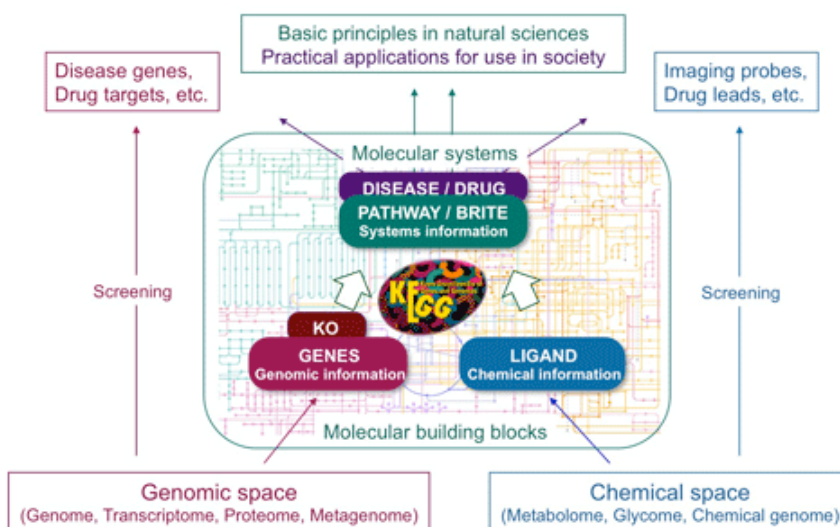 Basic principles in natural sciences
Practical applications for use in society
Disease genes,
Drug targets, etc.
Imaging probes,
Drug leads, etc.
Molecular systems
DISEASE / DRUG
PATHWAY / BRITE
Systems information
Screening
Screening
KEGG
KO
GENES
Genomic information
LIGAND
Chemical information
Molecular building blocks
Genomic space
(Genome, Transcriptome, Proteome, Metagenome)
Chemical space
(Metabolome, Glycome, Chemical genome